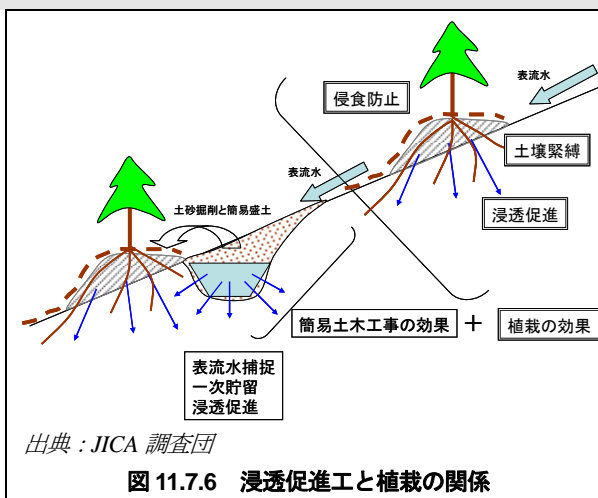 表流水
侵食防止
土壌緊縛
表流水
浸透促進
土砂掘削と簡易盛土
簡易土木工事の効果 + 植栽の効果
表流水捕捉
一次貯留
浸透促進
出典：JICA 調査団
図 11.7.6 浸透促進工と植栽の関係